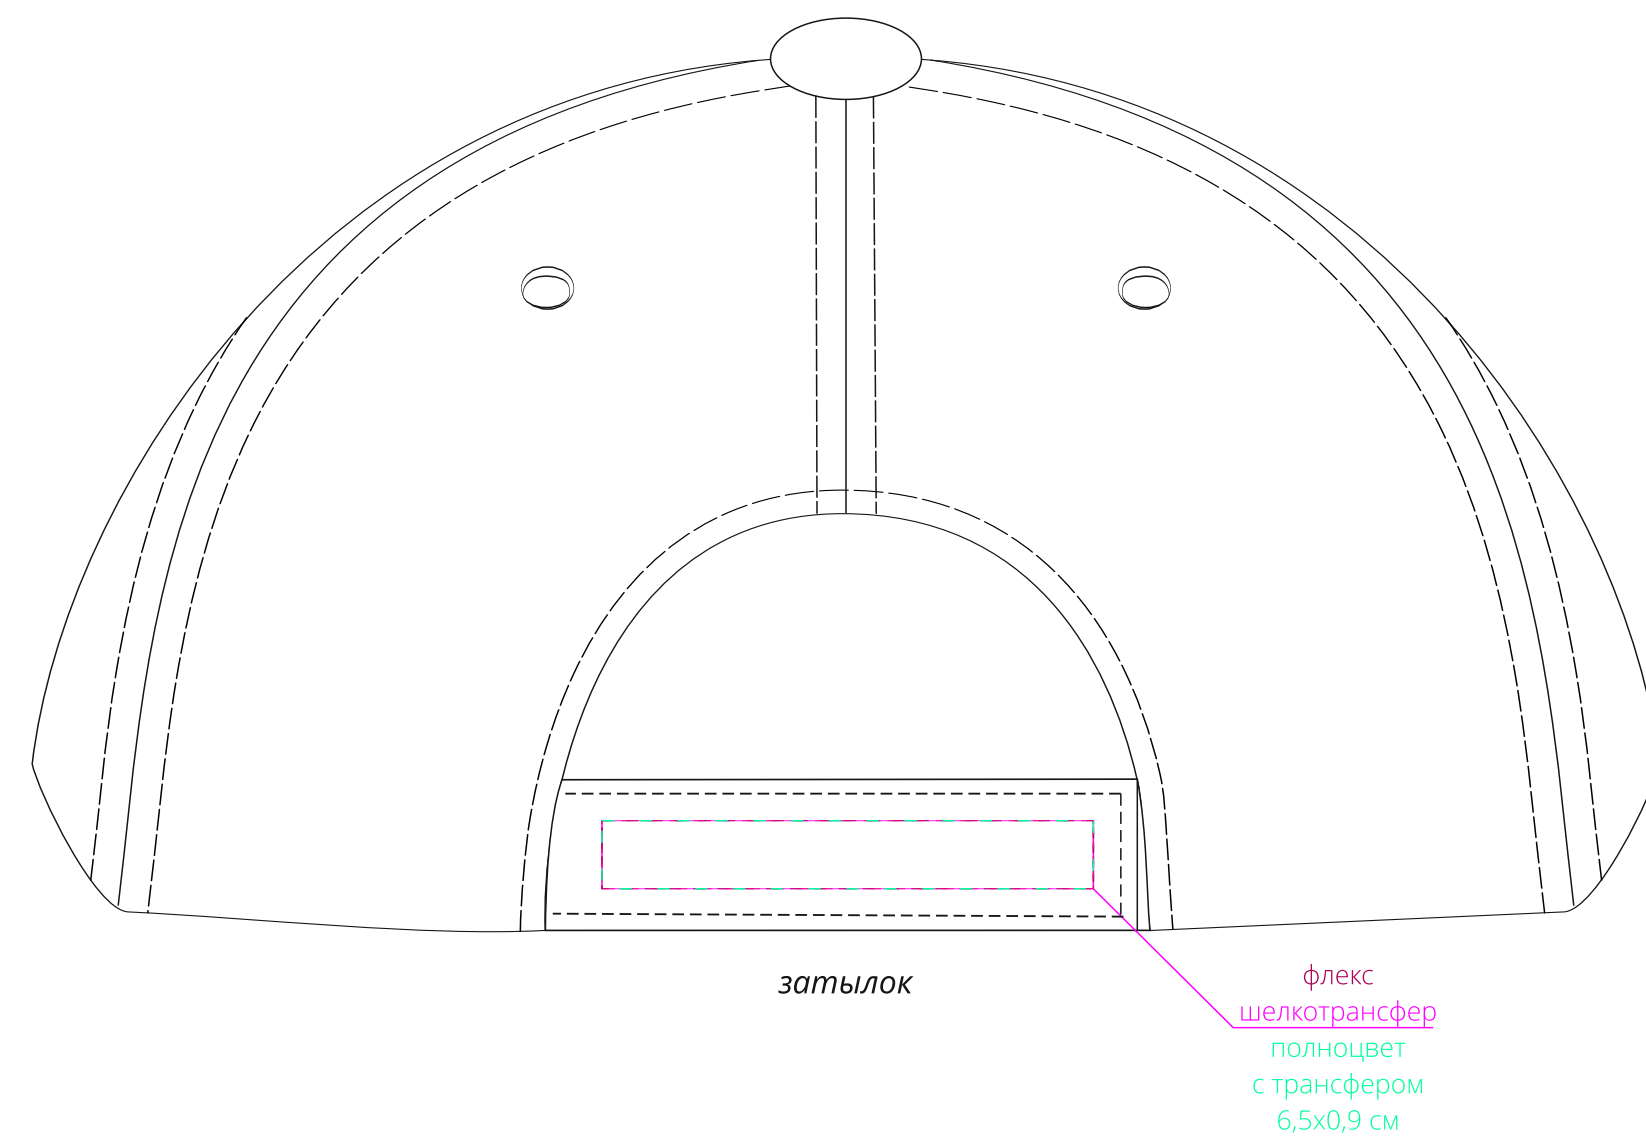 затылок
флекс
шелкотрансфер
полноцвет
с трансфером
6,5х0,9 см